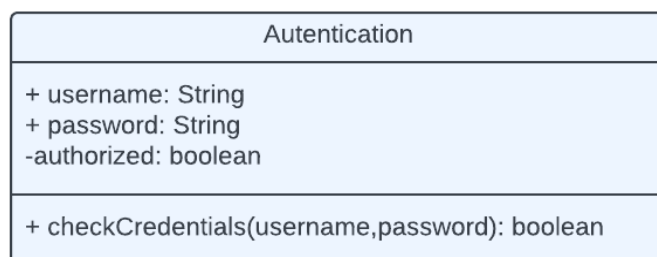 Autentication
+ username: String
+ password: String
-authorized: boolean
+ checkCredentials(username,password): boolean